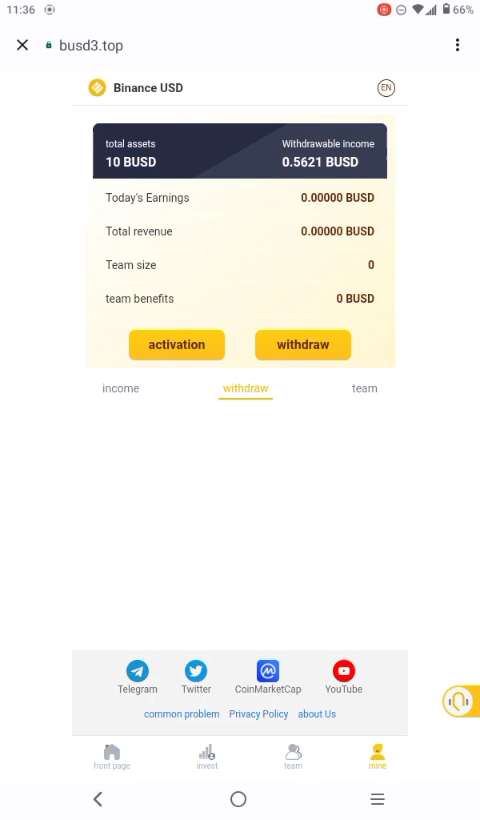 11:36
66%
busd3.top
Binance USD
EN
total assets
Withdrawable income
10 BUSD
0.5621 BUSD
Today's Earnings
0.00000 BUSD
Total revenue
0.00000 BUSD
Team size
0
team benefits
0 BUSD
activation
withdraw
income
withdraw
team
Telegram
Twitter
CoinMarketCap
YouTube
common problem
Privacy Policy
about Us
front page
invest
team
mine